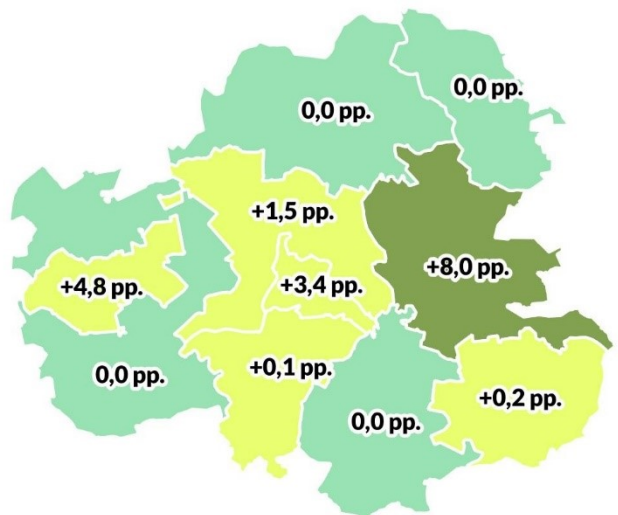 0,0 pp.
0,0 pp.
+1,5 pp.
+8,0 pp.
+4,8 pp.
+3,4 pp.
0,0 pp.
+0,1 pp.
+0,2 pp.
0,0 pp.